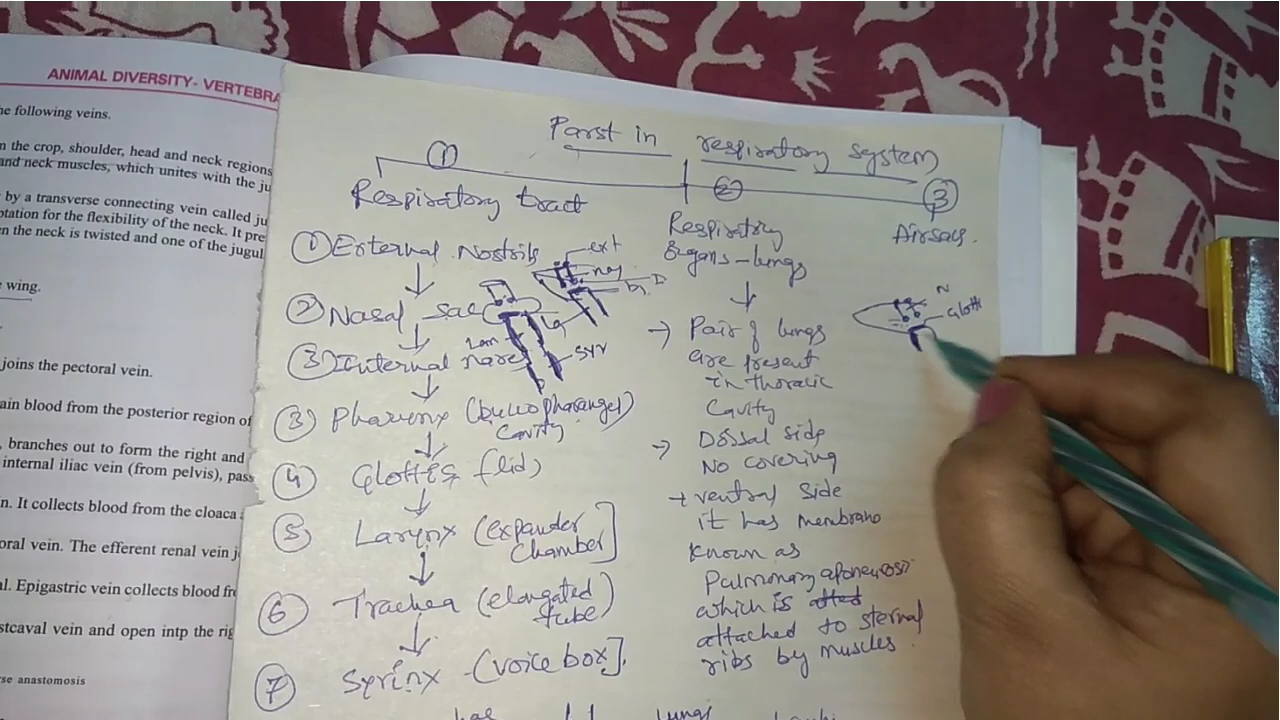 ANIMAL DIVERSITY- VERTEBRA
he following veins.
n the crop, shoulder, head and neck regions
and neck muscles, which unites with the ju
by a transverse connecting vein called ju
ptation for the flexibility of the neck. It pre
en the neck is twisted and one of the jugul
e wing.
joins the pectoral vein.
ain blood from the posterior region of
, branches out to form the right and
internal iliac vein (from pelvis), pass
n. It collects blood from the cloaca
oral vein. The efferent renal vein j
al. Epigastric vein collects blood fr
stcaval vein and open intp the rig
rse anastomosis
Parst in respiratory system
①
Respiratory tract
① External Nostrils
② Nasal sac
③ Internal nares
③ Pharynx (buccopharangel)
cavity
④ Glottis flid)
⑤ Larynx (expander
chamber]
⑥ Trachea (elongated
tube)
⑦ Syrinx - (voice box].
ext
syr
②
Respiratory
organs - lungs
→ Pair of lungs
are present
in thoracic
cavity
→ Dorsal side
No covering
→ ventral side
it has membrane
known as
Pulmonary aponeurosis
which is
attached to sternal
ribs by muscles.
③
Airsacs.
N
Glotti
lungs